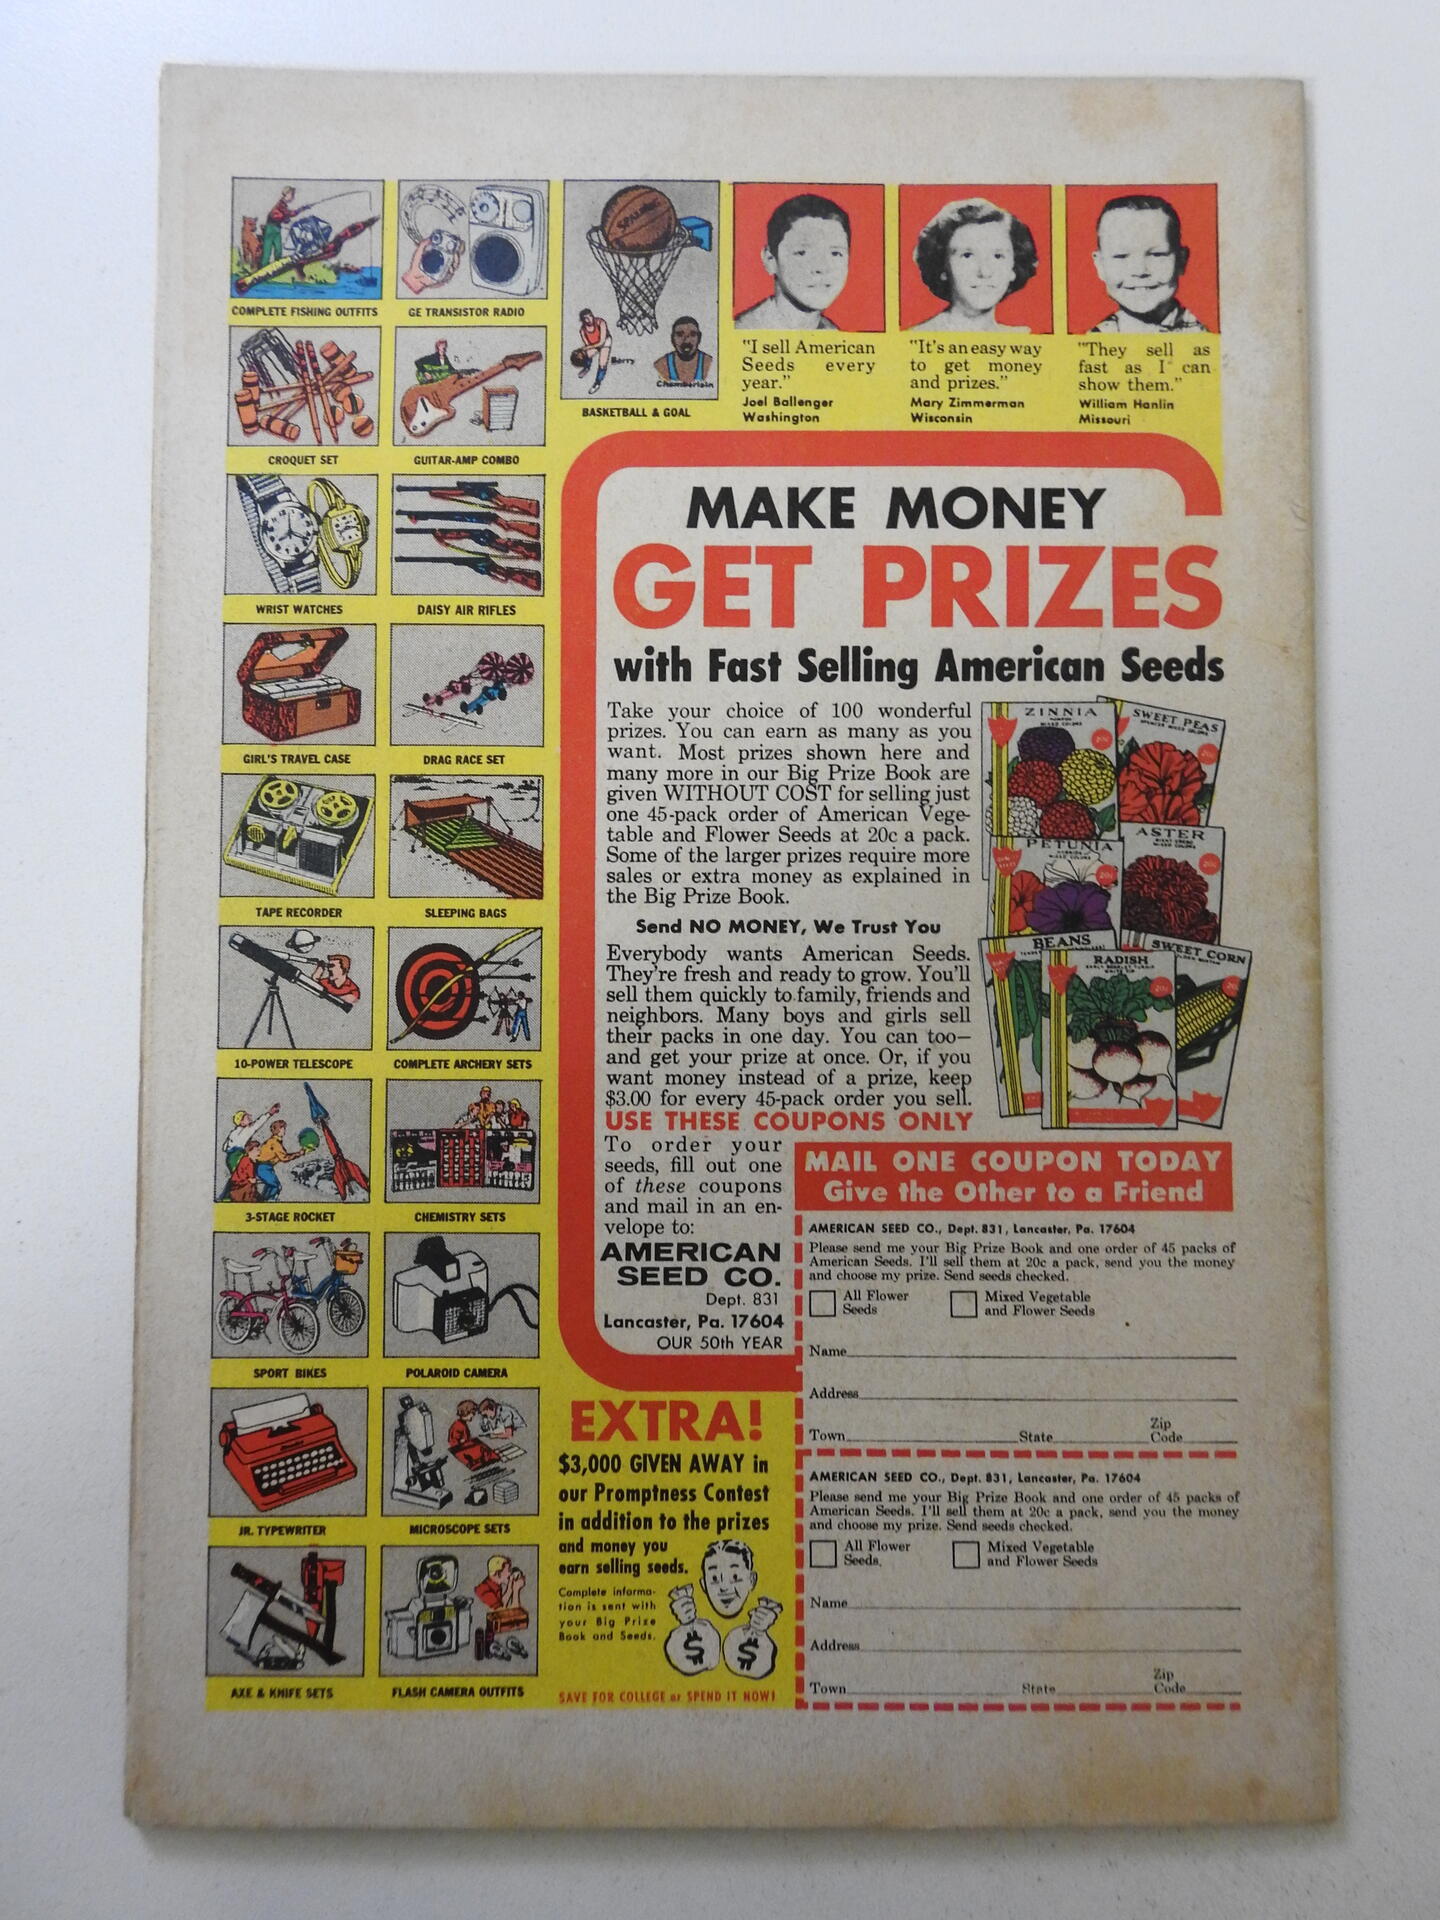 COMPLETE FISHING OUTFITS
GE TRANSISTOR RADIO
SPALDING
Barry
Chamberlain
BASKETBALL & GOAL
CROQUET SET
GUITAR-AMP COMBO
WRIST WATCHES
DAISY AIR RIFLES
GIRL'S TRAVEL CASE
DRAG RACE SET
TAPE RECORDER
SLEEPING BAGS
10-POWER TELESCOPE
COMPLETE ARCHERY SETS
3-STAGE ROCKET
CHEMISTRY SETS
SPORT BIKES
POLAROID CAMERA
JR. TYPEWRITER
MICROSCOPE SETS
AXE & KNIFE SETS
FLASH CAMERA OUTFITS
"I sell American
Seeds every
year."
Joel Ballenger
Washington
"It's an easy way
to get money
and prizes."
Mary Zimmerman
Wisconsin
"They sell as
fast as I can
show them."
William Hanlin
Missouri
MAKE MONEY
GET PRIZES
with Fast Selling American Seeds
Take your choice of 100 wonderful
prizes. You can earn as many as you
want. Most prizes shown here and
many more in our Big Prize Book are
given WITHOUT COST for selling just
one 45-pack order of American Vege-
table and Flower Seeds at 20c a pack.
Some of the larger prizes require more
sales or extra money as explained in
the Big Prize Book.
Send NO MONEY, We Trust You
Everybody wants American Seeds.
They're fresh and ready to grow. You'll
sell them quickly to family, friends and
neighbors. Many boys and girls sell
their packs in one day. You can too—
and get your prize at once. Or, if you
want money instead of a prize, keep
$3.00 for every 45-pack order you sell.
USE THESE COUPONS ONLY
To order your
seeds, fill out one
of these coupons
and mail in an en-
velope to:
AMERICAN
SEED CO.
Dept. 831
Lancaster, Pa. 17604
OUR 50th YEAR
ZINNIA
MIXED COLORS
20c
SWEET PEAS
SPENCER MIXED COLORS
20c
PETUNIA
MIXED COLORS
20c
ASTER
MIXED COLORS
20c
BEANS
RADISH
20c
SWEET CORN
20c
MAIL ONE COUPON TODAY
Give the Other to a Friend
AMERICAN SEED CO., Dept. 831, Lancaster, Pa. 17604
Please send me your Big Prize Book and one order of 45 packs of
American Seeds. I'll sell them at 20c a pack, send you the money
and choose my prize. Send seeds checked.
All Flower
Seeds
Mixed Vegetable
and Flower Seeds
Name
Address
Town State Zip
Code
AMERICAN SEED CO., Dept. 831, Lancaster, Pa. 17604
Please send me your Big Prize Book and one order of 45 packs of
American Seeds. I'll sell them at 20c a pack, send you the money
and choose my prize. Send seeds checked.
All Flower
Seeds.
Mixed Vegetable
and Flower Seeds
Name
Address
Town State Zip
Code
EXTRA!
$3,000 GIVEN AWAY in
our Promptness Contest
in addition to the prizes
and money you
earn selling seeds.
Complete informa-
tion is sent with
your Big Prize
Book and Seeds.
$ $
SAVE FOR COLLEGE or SPEND IT NOW!